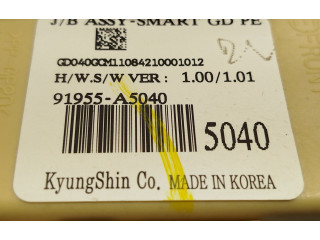 J/B ASSY-SMART GD PE
GD040GCM11084210001012
H/W.S/W VER : 1.00/1.01
91955-A5040
5040
KyungShin Co. MADE IN KOREA